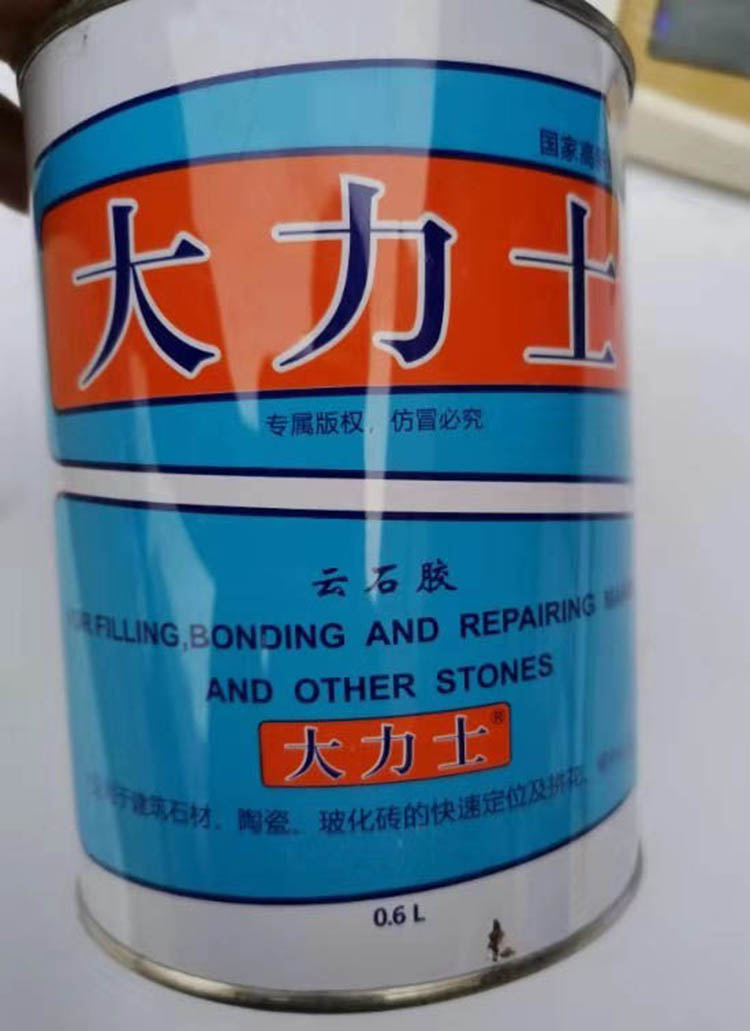 国家高
大力士
专属版权，仿冒必究
云石胶
FILLING,BONDING AND REPAIRING
AND OTHER STONES
大力士®
于建筑石材、陶瓷、玻化砖的快速定位及拼花、
0.6 L